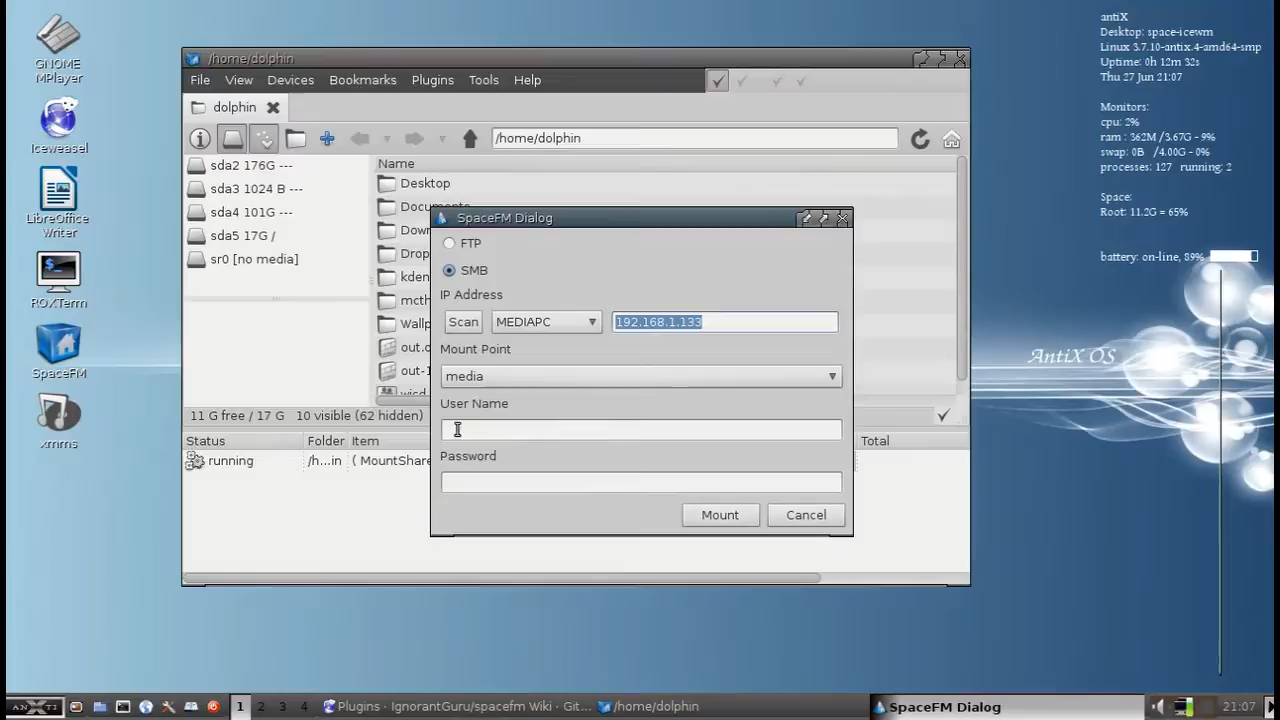 GNOME
MPlayer
Iceweasel
LibreOffice
Writer
ROXTerm
SpaceFM
xmms
/home/dolphin
File View Devices Bookmarks Plugins Tools Help
dolphin
/home/dolphin
sda2 176G ---
sda3 1024 B ---
sda4 101G ---
sda5 17G /
sr0 [no media]
Name
Desktop
11 G free / 17 G 10 visible (62 hidden)
Status Folder Item Total
running /h...in ( MountShare
SpaceFM Dialog
FTP
SMB
IP Address
Scan MEDIAPC 192.168.1.133
Mount Point
media
User Name
Password
Mount Cancel
antiX
Desktop: space-icewm
Linux 3.7.10-antix.4-amd64-smp
Uptime: 0h 12m 32s
Thu 27 Jun 21:07
Monitors:
cpu: 2%
ram : 362M /3.67G - 9%
swap: 0B /4.00G - 0%
processes: 127 running: 2
Space:
Root: 11.2G = 65%
battery: on-line, 89%
AntiX OS
1 2 3 4 Plugins · IgnorantGuru/spacefm Wiki - Git... /home/dolphin SpaceFM Dialog 21:07